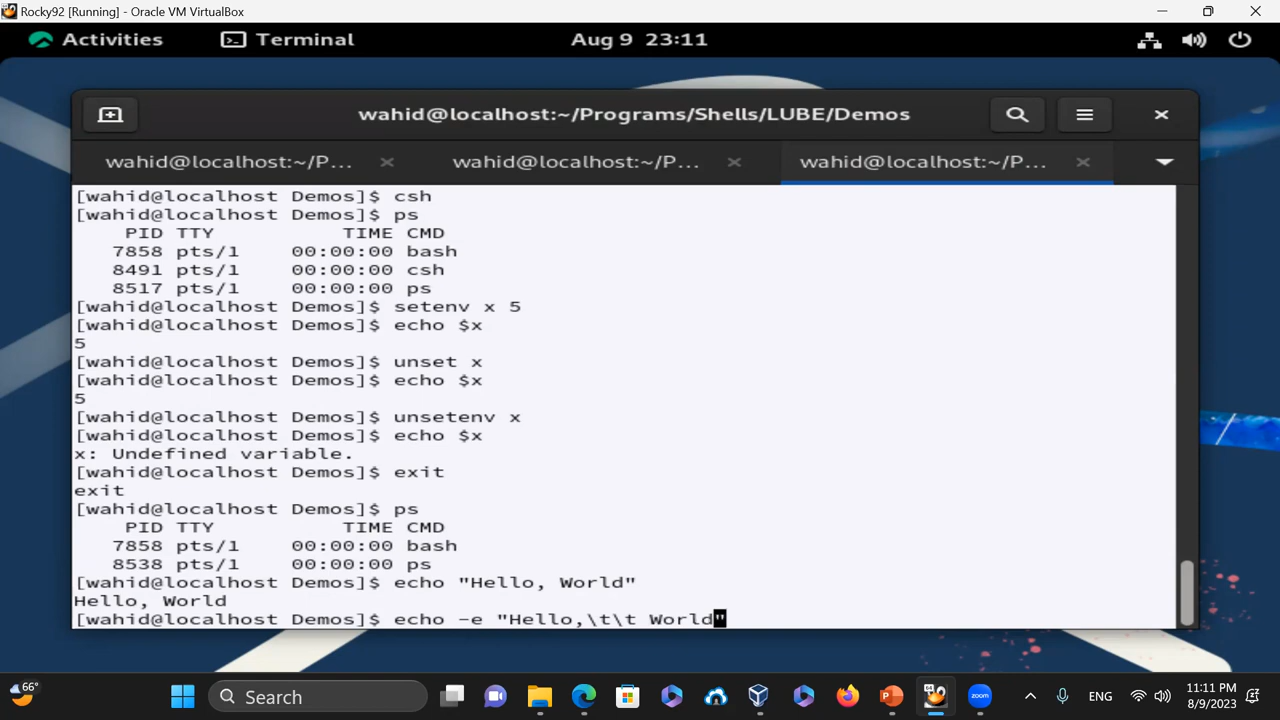 Rocky92 [Running] - Oracle VM VirtualBox
Activities Terminal Aug 9 23:11
wahid@localhost:~/Programs/Shells/LUBE/Demos
wahid@localhost:~/P... wahid@localhost:~/P... wahid@localhost:~/P...
[wahid@localhost Demos]$ csh
[wahid@localhost Demos]$ ps
PID TTY TIME CMD
7858 pts/1 00:00:00 bash
8491 pts/1 00:00:00 csh
8517 pts/1 00:00:00 ps
[wahid@localhost Demos]$ setenv x 5
[wahid@localhost Demos]$ echo $x
5
[wahid@localhost Demos]$ unset x
[wahid@localhost Demos]$ echo $x
5
[wahid@localhost Demos]$ unsetenv x
[wahid@localhost Demos]$ echo $x
x: Undefined variable.
[wahid@localhost Demos]$ exit
exit
[wahid@localhost Demos]$ ps
PID TTY TIME CMD
7858 pts/1 00:00:00 bash
8538 pts/1 00:00:00 ps
[wahid@localhost Demos]$ echo "Hello, World"
Hello, World
[wahid@localhost Demos]$ echo -e "Hello,\t\t World"
66° Search zoom ENG 11:11 PM
8/9/2023